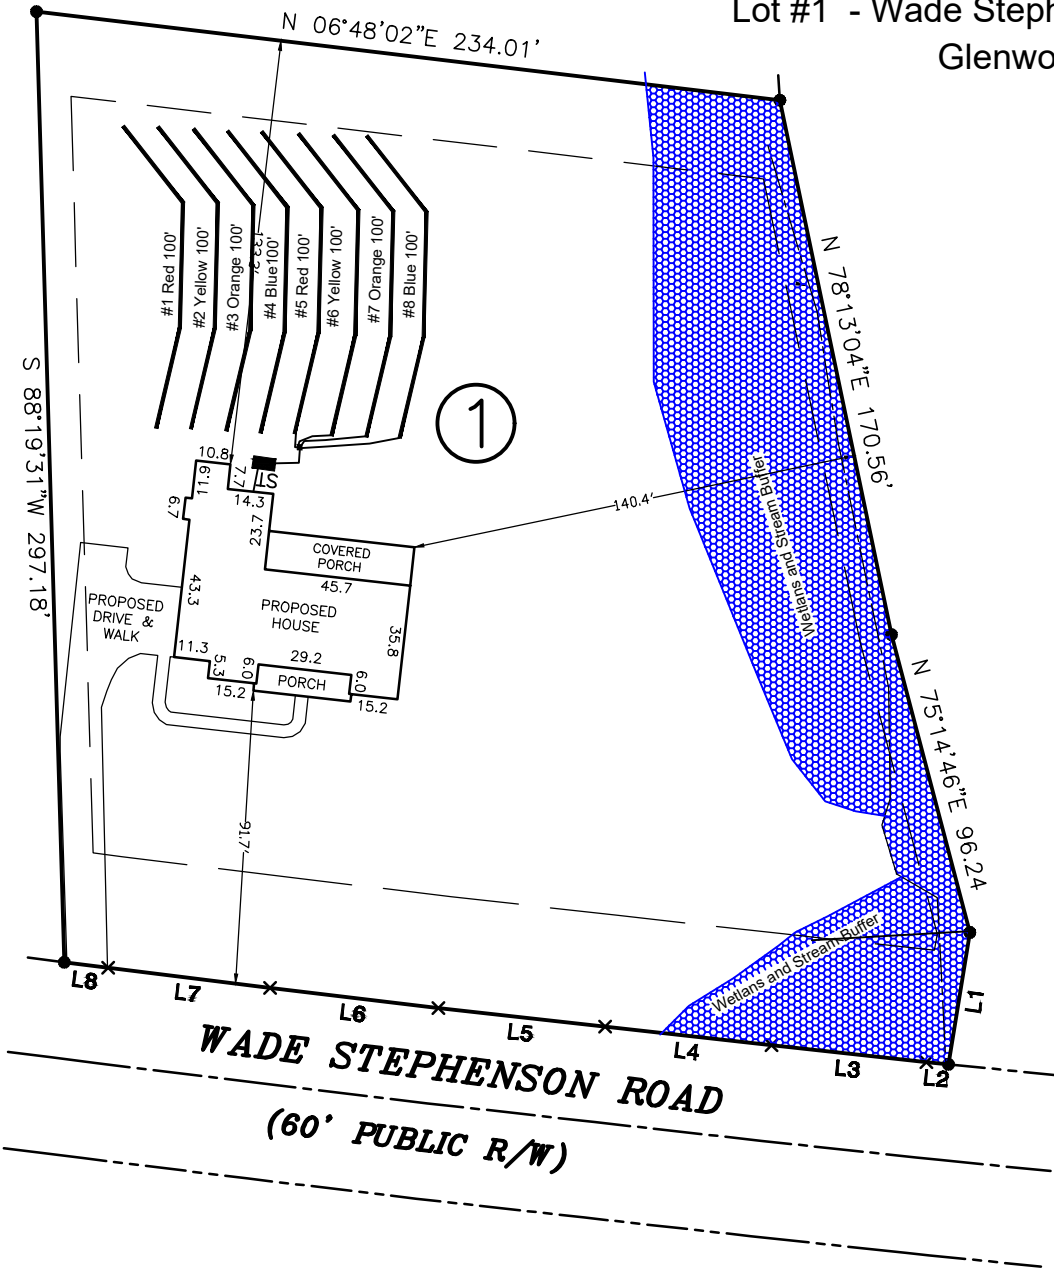 Lot #1 - Wade Steph
Glenwo
N 06°48'02"E 234.01'
S 88°19'31"W 297.18'
N 78°13'04"E 170.56'
N 75°14'46"E 96.24
#1 Red 100'
#2 Yellow 100'
#3 Orange 100'
#4 Blue100'
#5 Red 100'
#6 Yellow 100'
#7 Orange 100'
#8 Blue 100'
1
10.8
11.9
7.7
ST
14.3
6.7
23.7
140.4'
Wetlans and Stream Buffer
COVERED
PORCH
45.7
43.3
PROPOSED
DRIVE &
WALK
PROPOSED
HOUSE
35.8
11.3
5.3
6.0
29.2
6.0
15.2
PORCH
15.2
91.7'
Wetlans and Stream Buffer
L8
L7
L6
L5
L4
L3
L2
L1
WADE STEPHENSON ROAD
(60' PUBLIC R/W)